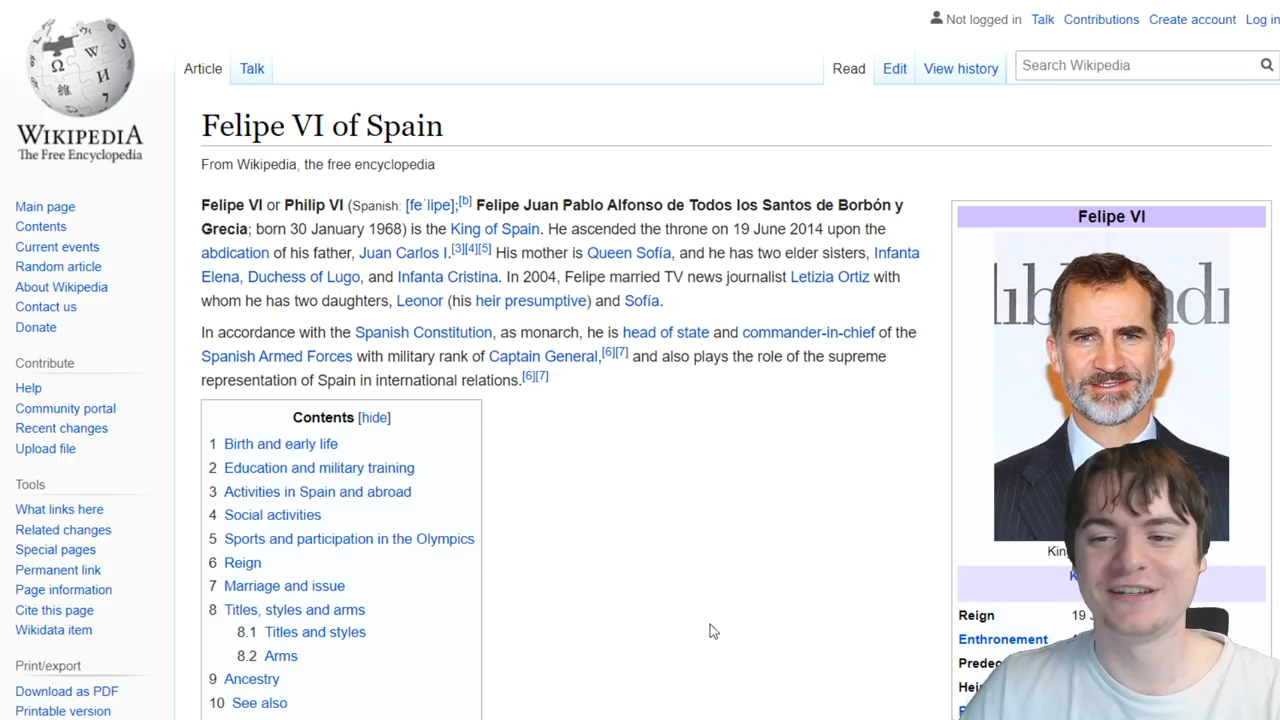 Not logged in Talk Contributions Create account Log in
Article Talk Read Edit View history Search Wikipedia
WIKIPEDIA
The Free Encyclopedia
Main page
Contents
Current events
Random article
About Wikipedia
Contact us
Donate
Contribute
Help
Community portal
Recent changes
Upload file
Tools
What links here
Related changes
Special pages
Permanent link
Page information
Cite this page
Wikidata item
Print/export
Download as PDF
Printable version
Felipe VI of Spain
From Wikipedia, the free encyclopedia
Felipe VI or Philip VI (Spanish: [feˈlipe];[b] Felipe Juan Pablo Alfonso de Todos los Santos de Borbón y
Grecia; born 30 January 1968) is the King of Spain. He ascended the throne on 19 June 2014 upon the
abdication of his father, Juan Carlos I.[3][4][5] His mother is Queen Sofía, and he has two elder sisters, Infanta
Elena, Duchess of Lugo, and Infanta Cristina. In 2004, Felipe married TV news journalist Letizia Ortiz with
whom he has two daughters, Leonor (his heir presumptive) and Sofía.
In accordance with the Spanish Constitution, as monarch, he is head of state and commander-in-chief of the
Spanish Armed Forces with military rank of Captain General,[6][7] and also plays the role of the supreme
representation of Spain in international relations.[6][7]
Contents [hide]
1 Birth and early life
2 Education and military training
3 Activities in Spain and abroad
4 Social activities
5 Sports and participation in the Olympics
6 Reign
7 Marriage and issue
8 Titles, styles and arms
8.1 Titles and styles
8.2 Arms
9 Ancestry
10 See also
Felipe VI
Reign 19
Enthronement